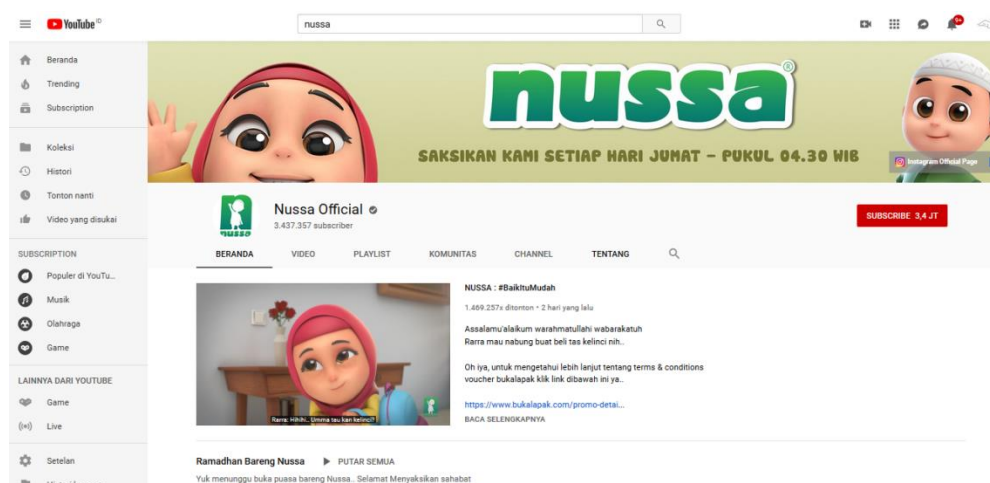 YouTube ID
nussa
9+
Beranda
Trending
Subscription
Koleksi
Histori
Tonton nanti
Video yang disukai
SUBSCRIPTION
Populer di YouTu...
Musik
Olahraga
Game
LAINNYA DARI YOUTUBE
Game
Live
Setelan
nussa®
SAKSIKAN KAMI SETIAP HARI JUMAT – PUKUL 04.30 WIB
Instagram Official Page
nussa
Nussa Official
3.437.357 subscriber
SUBSCRIBE 3,4 JT
BERANDA VIDEO PLAYLIST KOMUNITAS CHANNEL TENTANG
Rarra: Hihihi.. Umma tau kan kelinci?
NUSSA : #BaikItuMudah
1.469.257x ditonton • 2 hari yang lalu
Assalamu'alaikum warahmatullahi wabarakatuh
Rarra mau nabung buat beli tas kelinci nih..
Oh iya, untuk mengetahui lebih lanjut tentang terms & conditions
voucher bukalapak klik link dibawah ini ya..
https://www.bukalapak.com/promo-detai...
BACA SELENGKAPNYA
Ramadhan Bareng Nussa PUTAR SEMUA
Yuk menunggu buka puasa bareng Nussa.. Selamat Menyaksikan sahabat